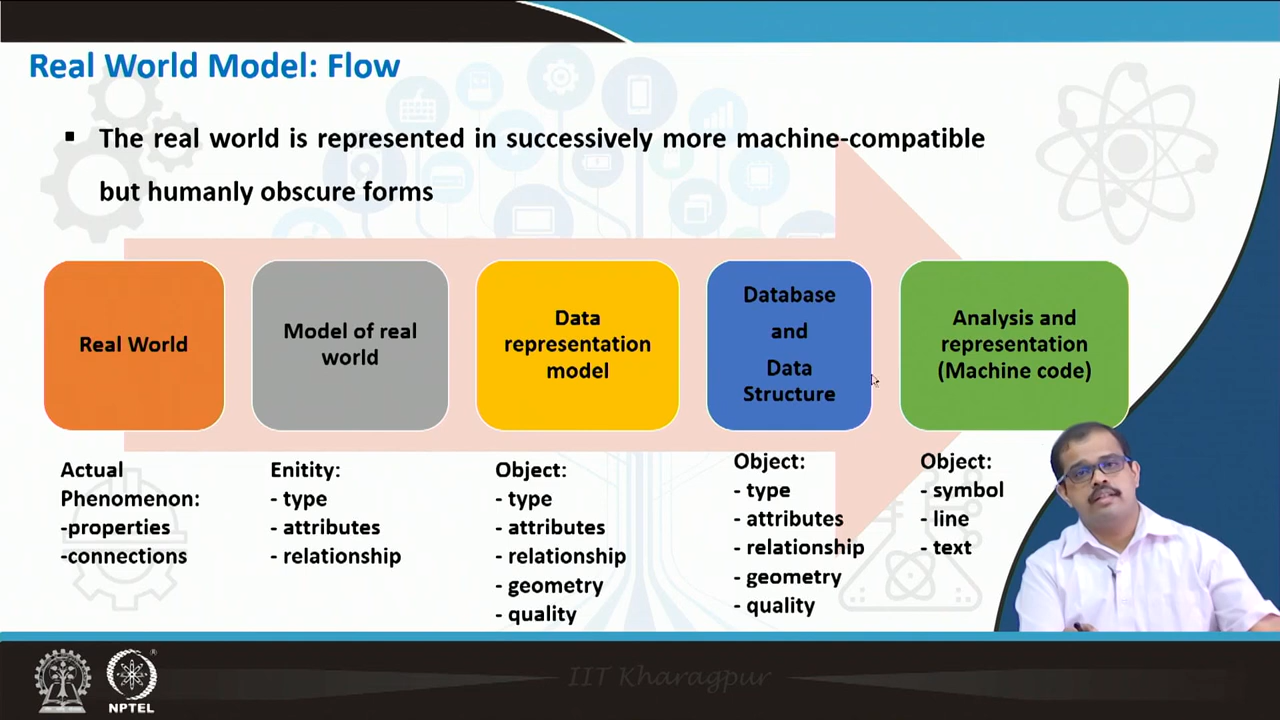 Real World Model: Flow
▪ The real world is represented in successively more machine-compatible
but humanly obscure forms
Real World
Model of real
world
Data
representation
model
Database
and
Data
Structure
Analysis and
representation
(Machine code)
Actual
Phenomenon:
-properties
-connections
Enitity:
- type
- attributes
- relationship
Object:
- type
- attributes
- relationship
- geometry
- quality
Object:
- type
- attributes
- relationship
- geometry
- quality
Object:
- symbol
- line
- text
NPTEL
IIT Kharagpur